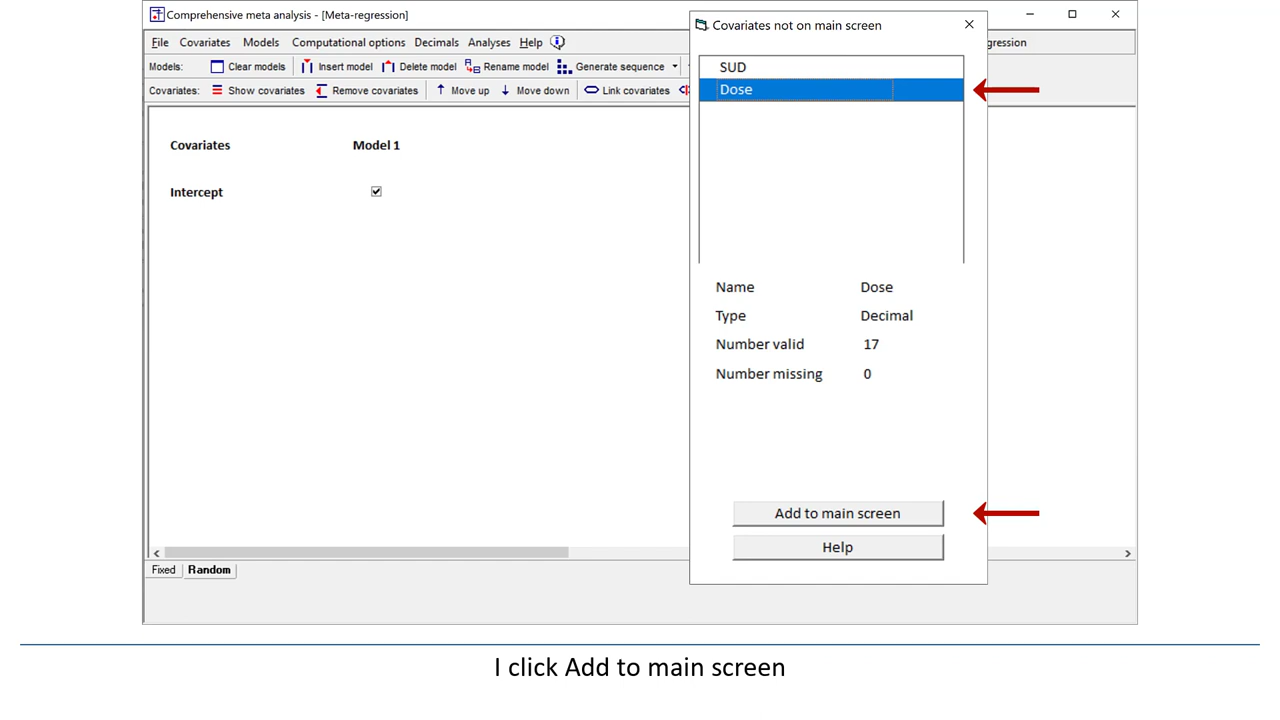 Comprehensive meta analysis - [Meta-regression]
Covariates not on main screen
File Covariates Models Computational options Decimals Analyses Help
gression
Models: Clear models Insert model Delete model Rename model Generate sequence
Covariates: Show covariates Remove covariates Move up Move down Link covariates
SUD
Dose
Covariates Model 1
Intercept
Name Dose
Type Decimal
Number valid 17
Number missing 0
Add to main screen
Help
Fixed Random
I click Add to main screen